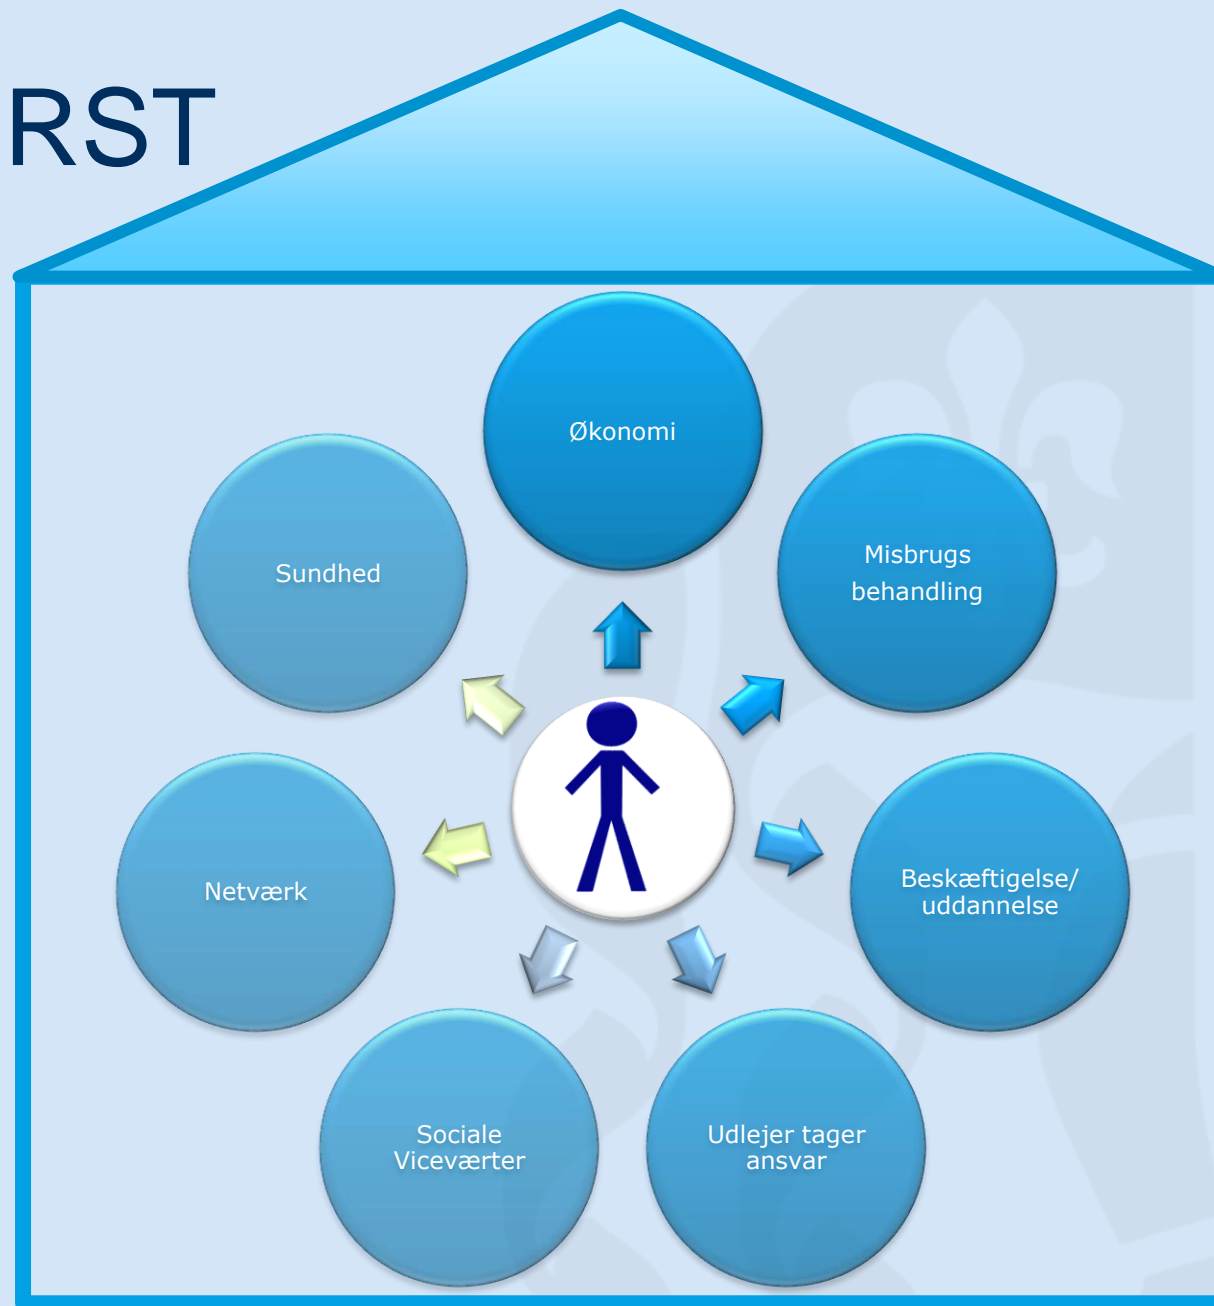 RST
Økonomi
Misbrugs
behandling
Beskæftigelse/
uddannelse
Udlejer tager
ansvar
Sociale
Viceværter
Netværk
Sundhed